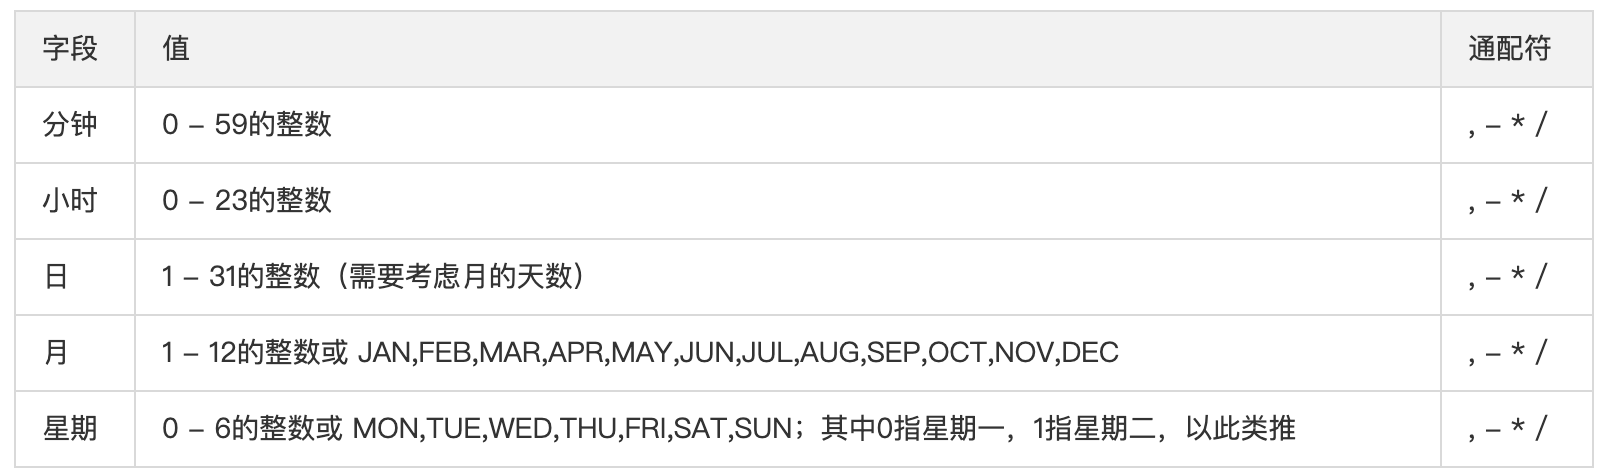 字段 值 通配符
分钟 0 – 59的整数 , – * /
小时 0 – 23的整数 , – * /
日 1 – 31的整数（需要考虑月的天数） , – * /
月 1 – 12的整数或 JAN,FEB,MAR,APR,MAY,JUN,JUL,AUG,SEP,OCT,NOV,DEC , – * /
星期 0 – 6的整数或 MON,TUE,WED,THU,FRI,SAT,SUN；其中0指星期一，1指星期二，以此类推 , – * /